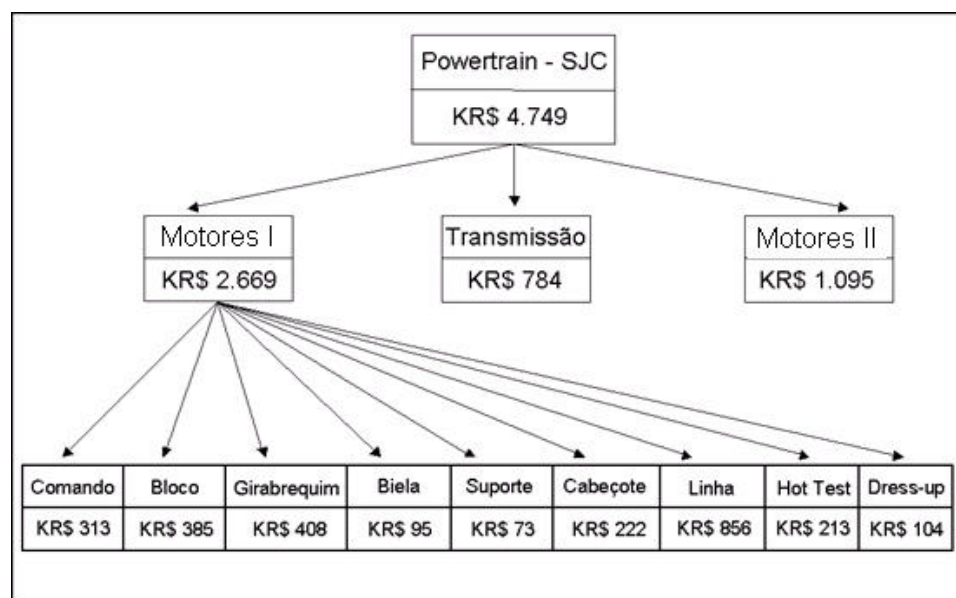 Powertrain - SJC
KR$ 4.749
Motores I
KR$ 2.669
Transmissão
KR$ 784
Motores II
KR$ 1.095
Comando Bloco Girabrequim Biela Suporte Cabeçote Linha Hot Test Dress-up
KR$ 313 KR$ 385 KR$ 408 KR$ 95 KR$ 73 KR$ 222 KR$ 856 KR$ 213 KR$ 104